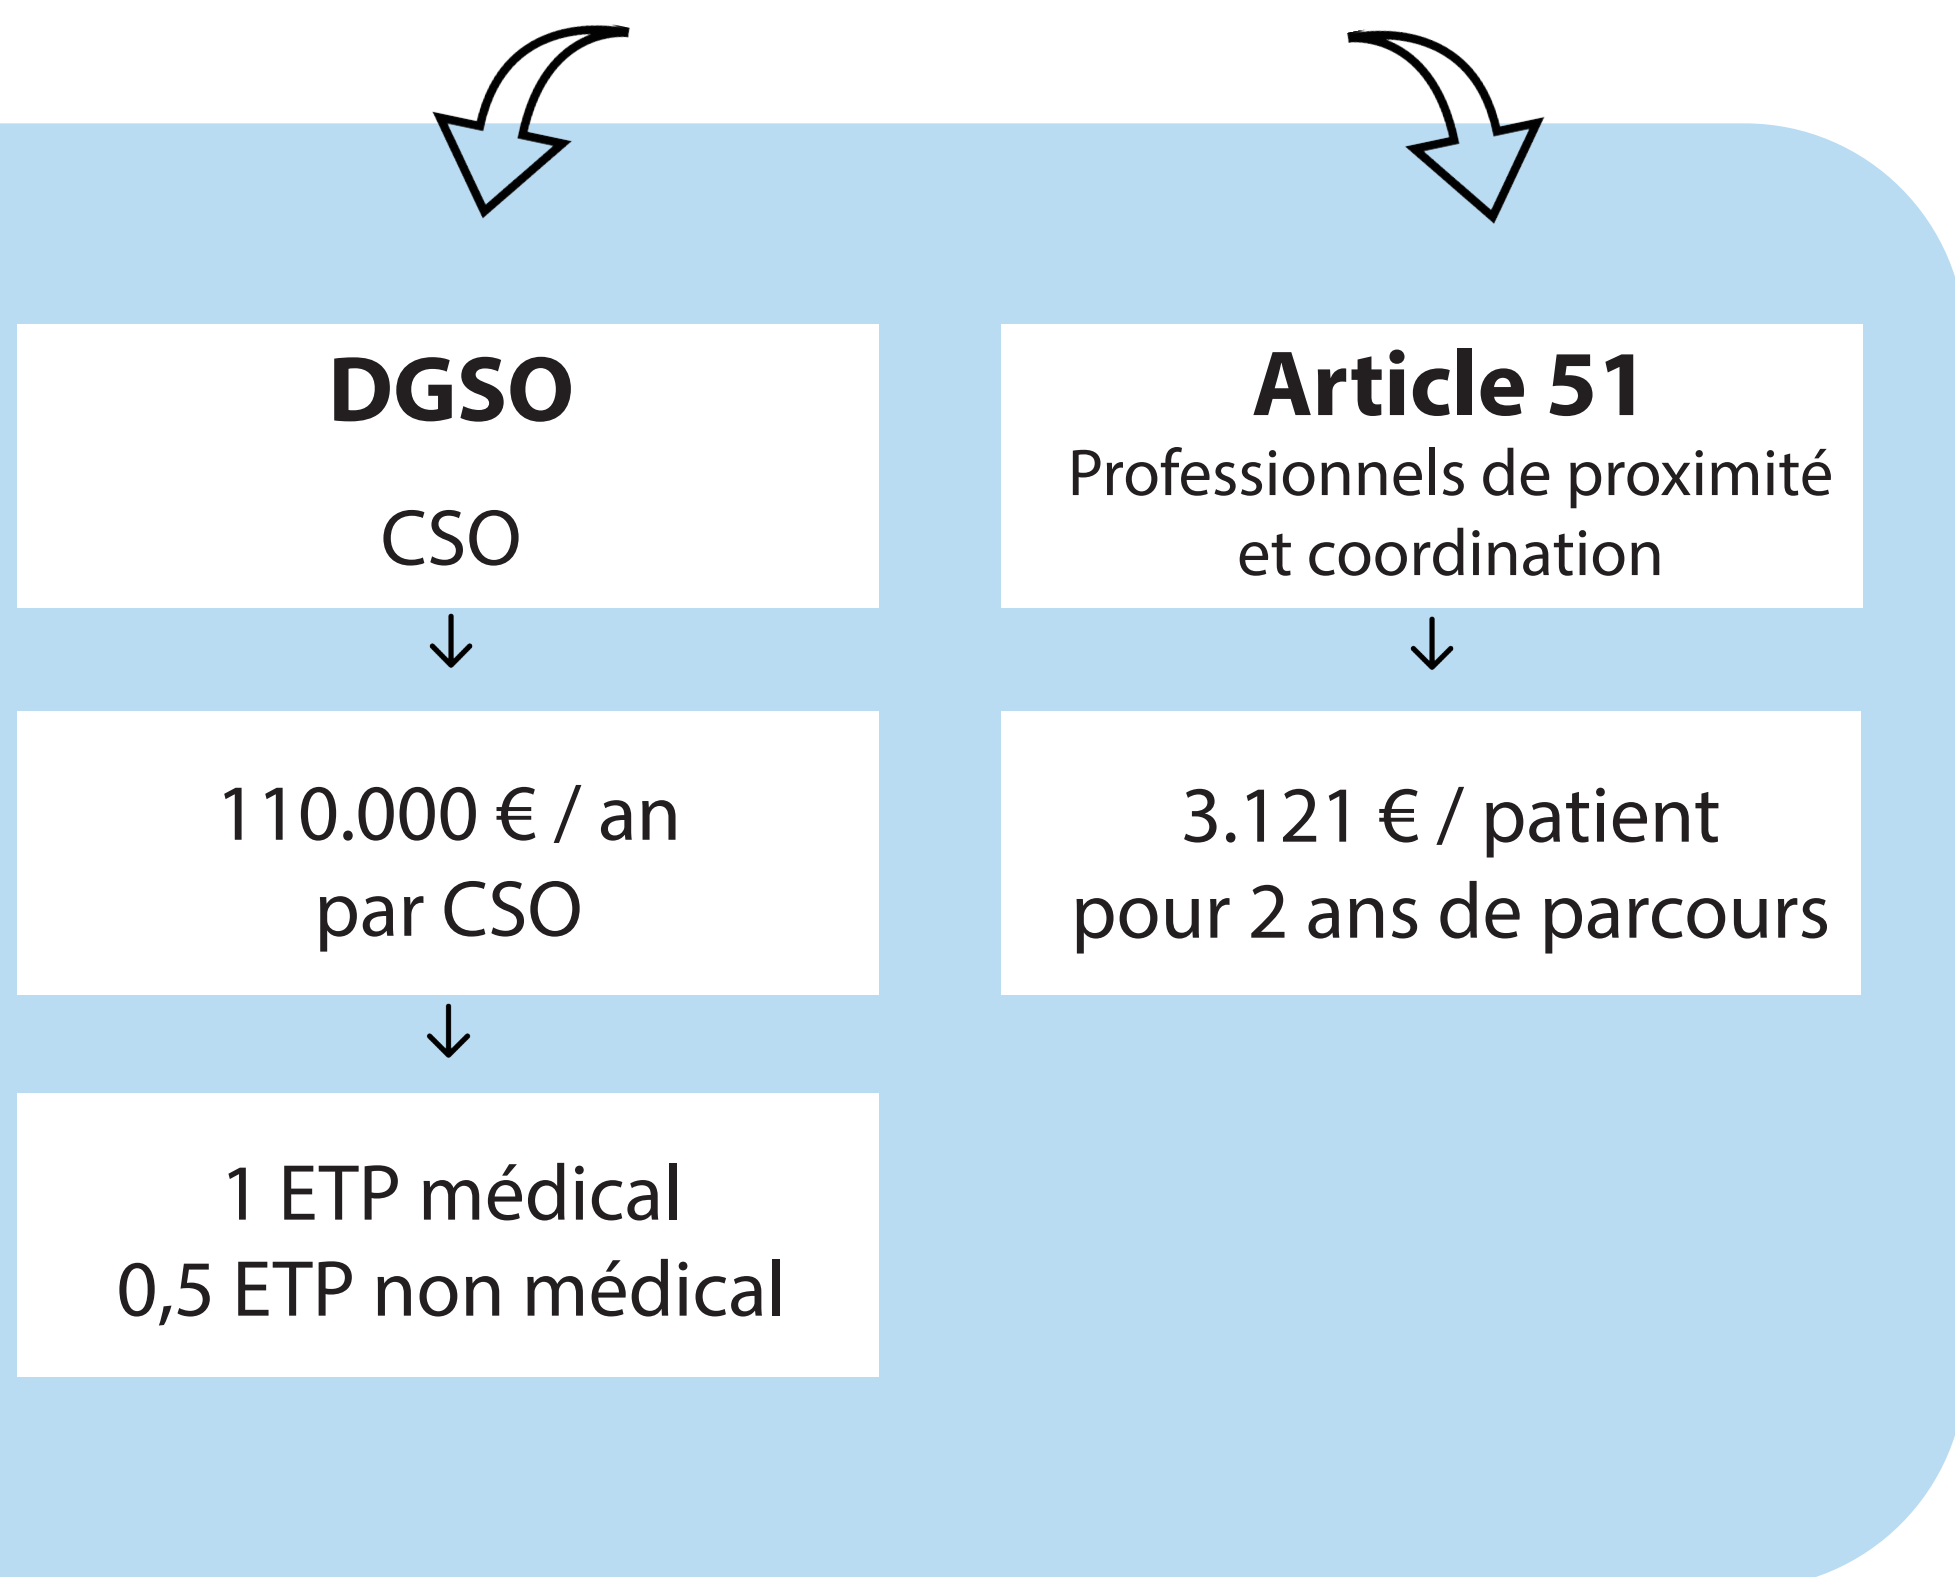 DGSO
CSO
110.000 € / an
par CSO
1 ETP médical
0,5 ETP non médical
Article 51
Professionnels de proximité
et coordination
3.121 € / patient
pour 2 ans de parcours